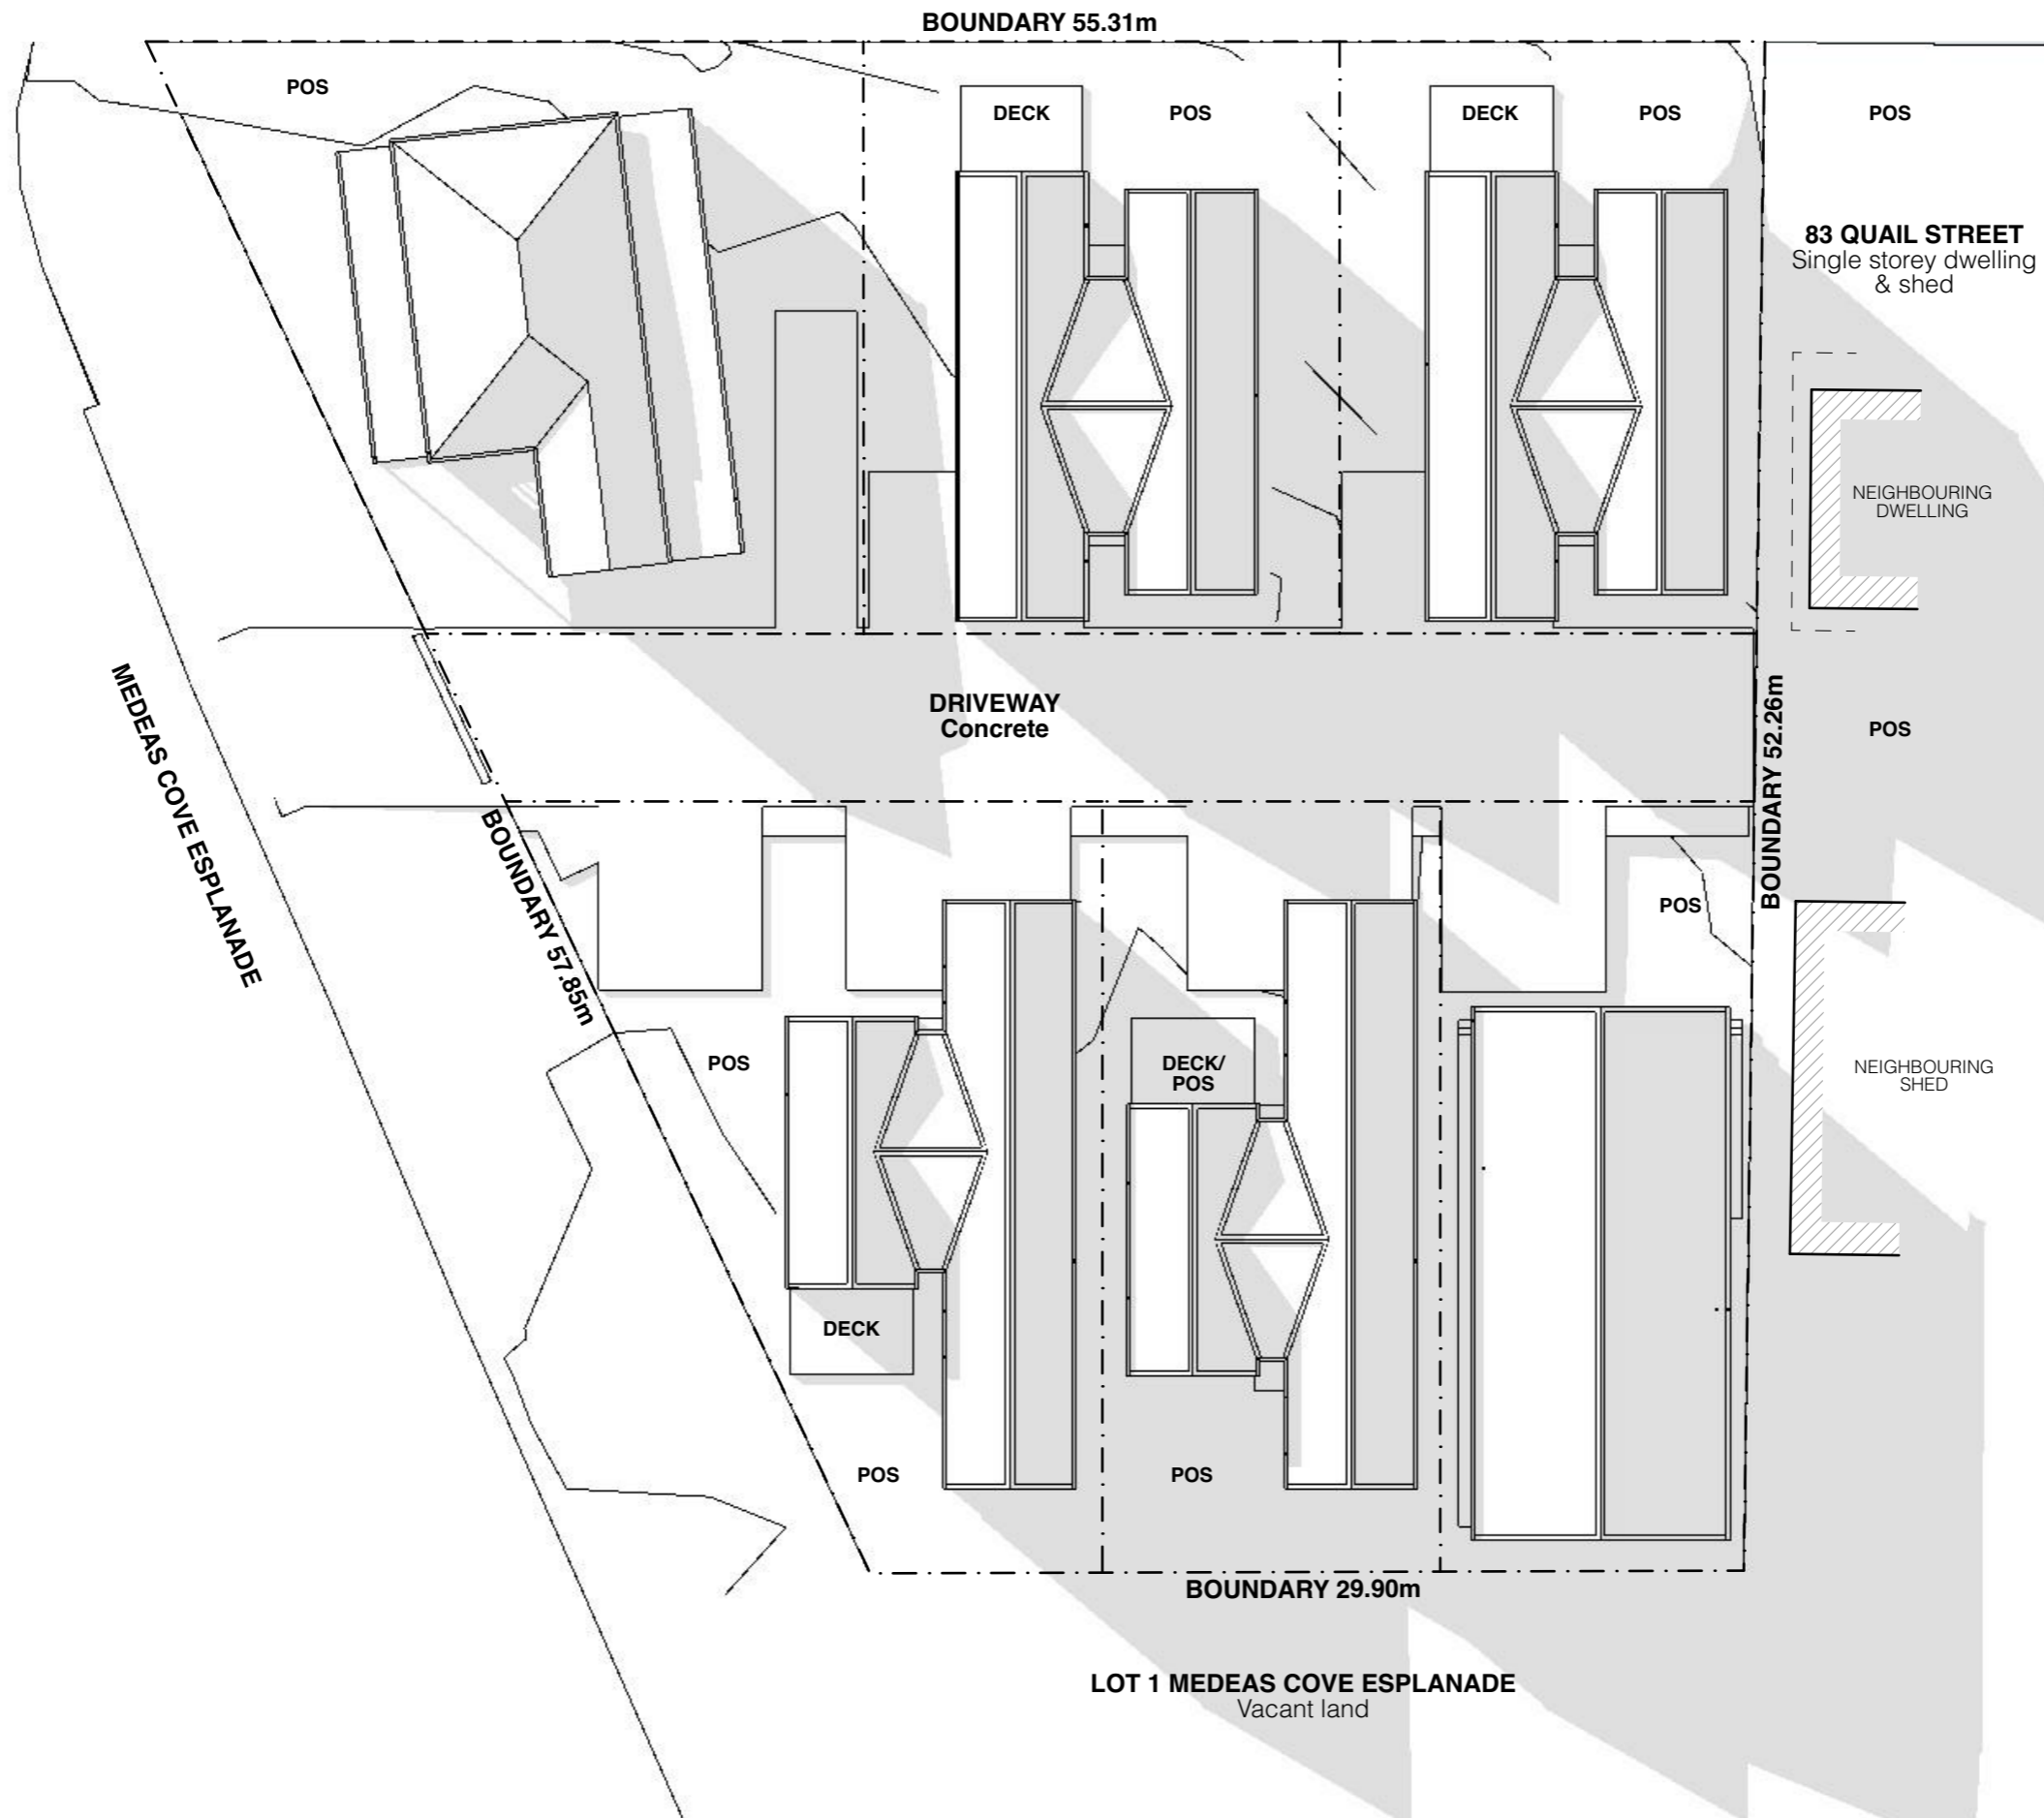 BOUNDARY 55.31m
POS
DECK
POS
DECK
POS
POS
83 QUAIL STREET
Single storey dwelling
& shed
NEIGHBOURING
DWELLING
MEDEAS COVE ESPLANADE
DRIVEWAY
Concrete
BOUNDARY 52.26m
POS
BOUNDARY 57.85m
POS
POS
DECK/
POS
NEIGHBOURING
SHED
DECK
POS
POS
BOUNDARY 29.90m
LOT 1 MEDEAS COVE ESPLANADE
Vacant land